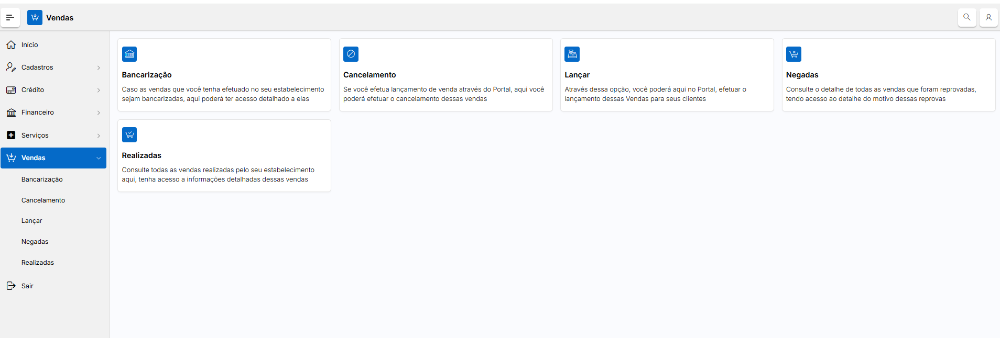 Vendas
Início
Cadastros
Crédito
Financeiro
Serviços
Vendas
Bancarização
Cancelamento
Lançar
Negadas
Realizadas
Sair
Bancarização
Caso as vendas que você tenha efetuado no seu estabelecimento
sejam bancarizadas, aqui poderá ter acesso detalhado a elas
Cancelamento
Se você efetua lançamento de venda através do Portal, aqui você
poderá efetuar o cancelamento dessas vendas
Lançar
Através dessa opção, você poderá aqui no Portal, efetuar o
lançamento dessas Vendas para seus clientes
Negadas
Consulte o detalhe de todas as vendas que foram reprovadas,
tendo acesso ao detalhe do motivo dessas reprovas
Realizadas
Consulte todas as vendas realizadas pelo seu estabelecimento
aqui, tenha acesso a informações detalhadas dessas vendas